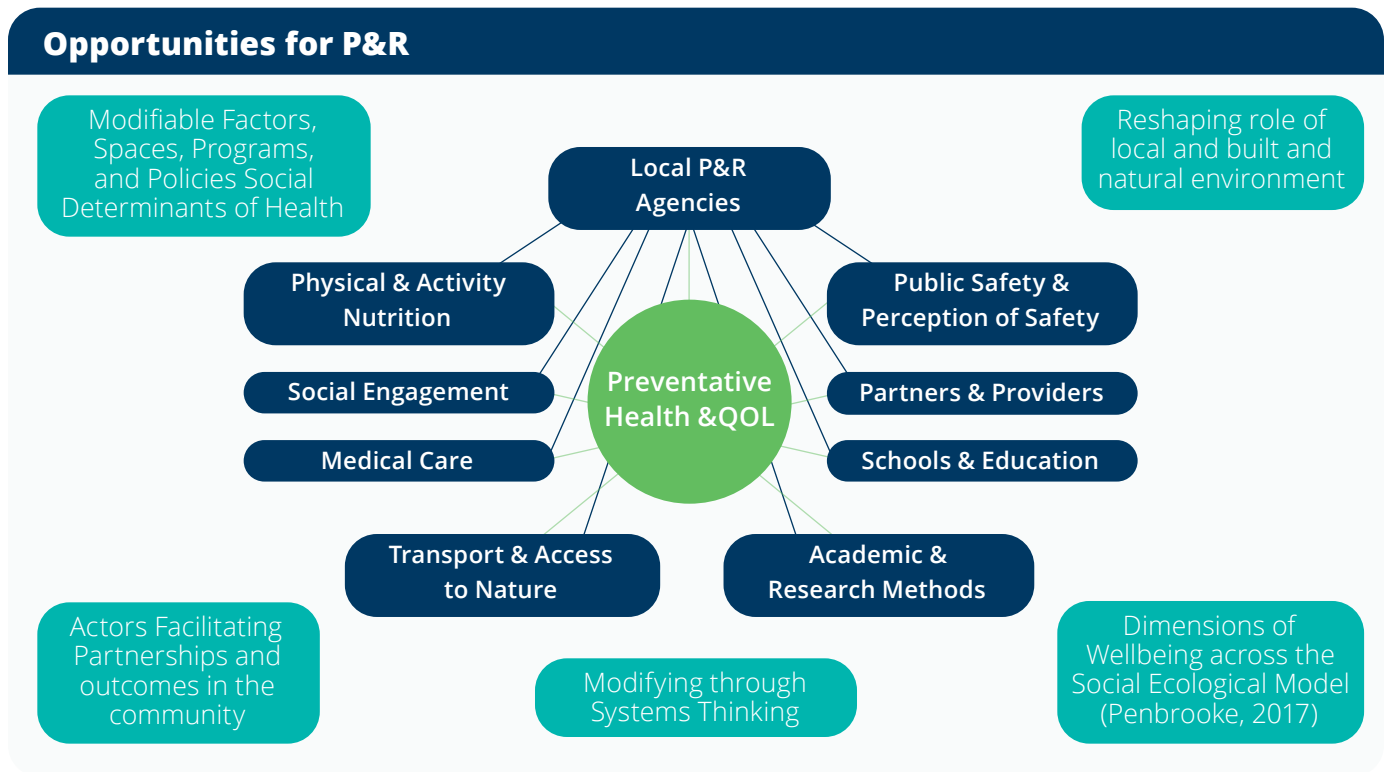 Opportunities for P&R
Modifiable Factors,
Spaces, Programs,
and Policies Social
Determinants of Health
Reshaping role of
local and built and
natural environment
Local P&R
Agencies
Physical & Activity
Nutrition
Public Safety &
Perception of Safety
Social Engagement
Partners & Providers
Medical Care
Schools & Education
Preventative
Health &QOL
Transport & Access
to Nature
Academic &
Research Methods
Actors Facilitating
Partnerships and
outcomes in the
community
Modifying through
Systems Thinking
Dimensions of
Wellbeing across the
Social Ecological Model
(Penbrooke, 2017)